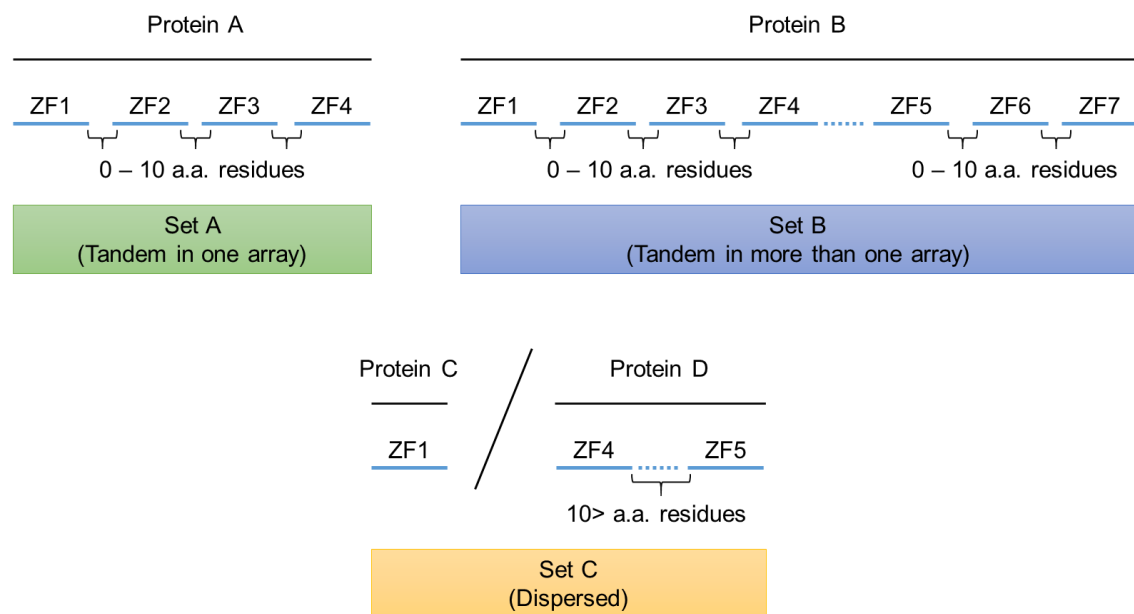 Protein A
Protein B
ZF1 ZF2 ZF3 ZF4
ZF1 ZF2 ZF3 ZF4 ZF5 ZF6 ZF7
0 – 10 a.a. residues
0 – 10 a.a. residues
0 – 10 a.a. residues
Set A
(Tandem in one array)
Set B
(Tandem in more than one array)
Protein C
Protein D
ZF1
ZF4 ZF5
10> a.a. residues
Set C
(Dispersed)